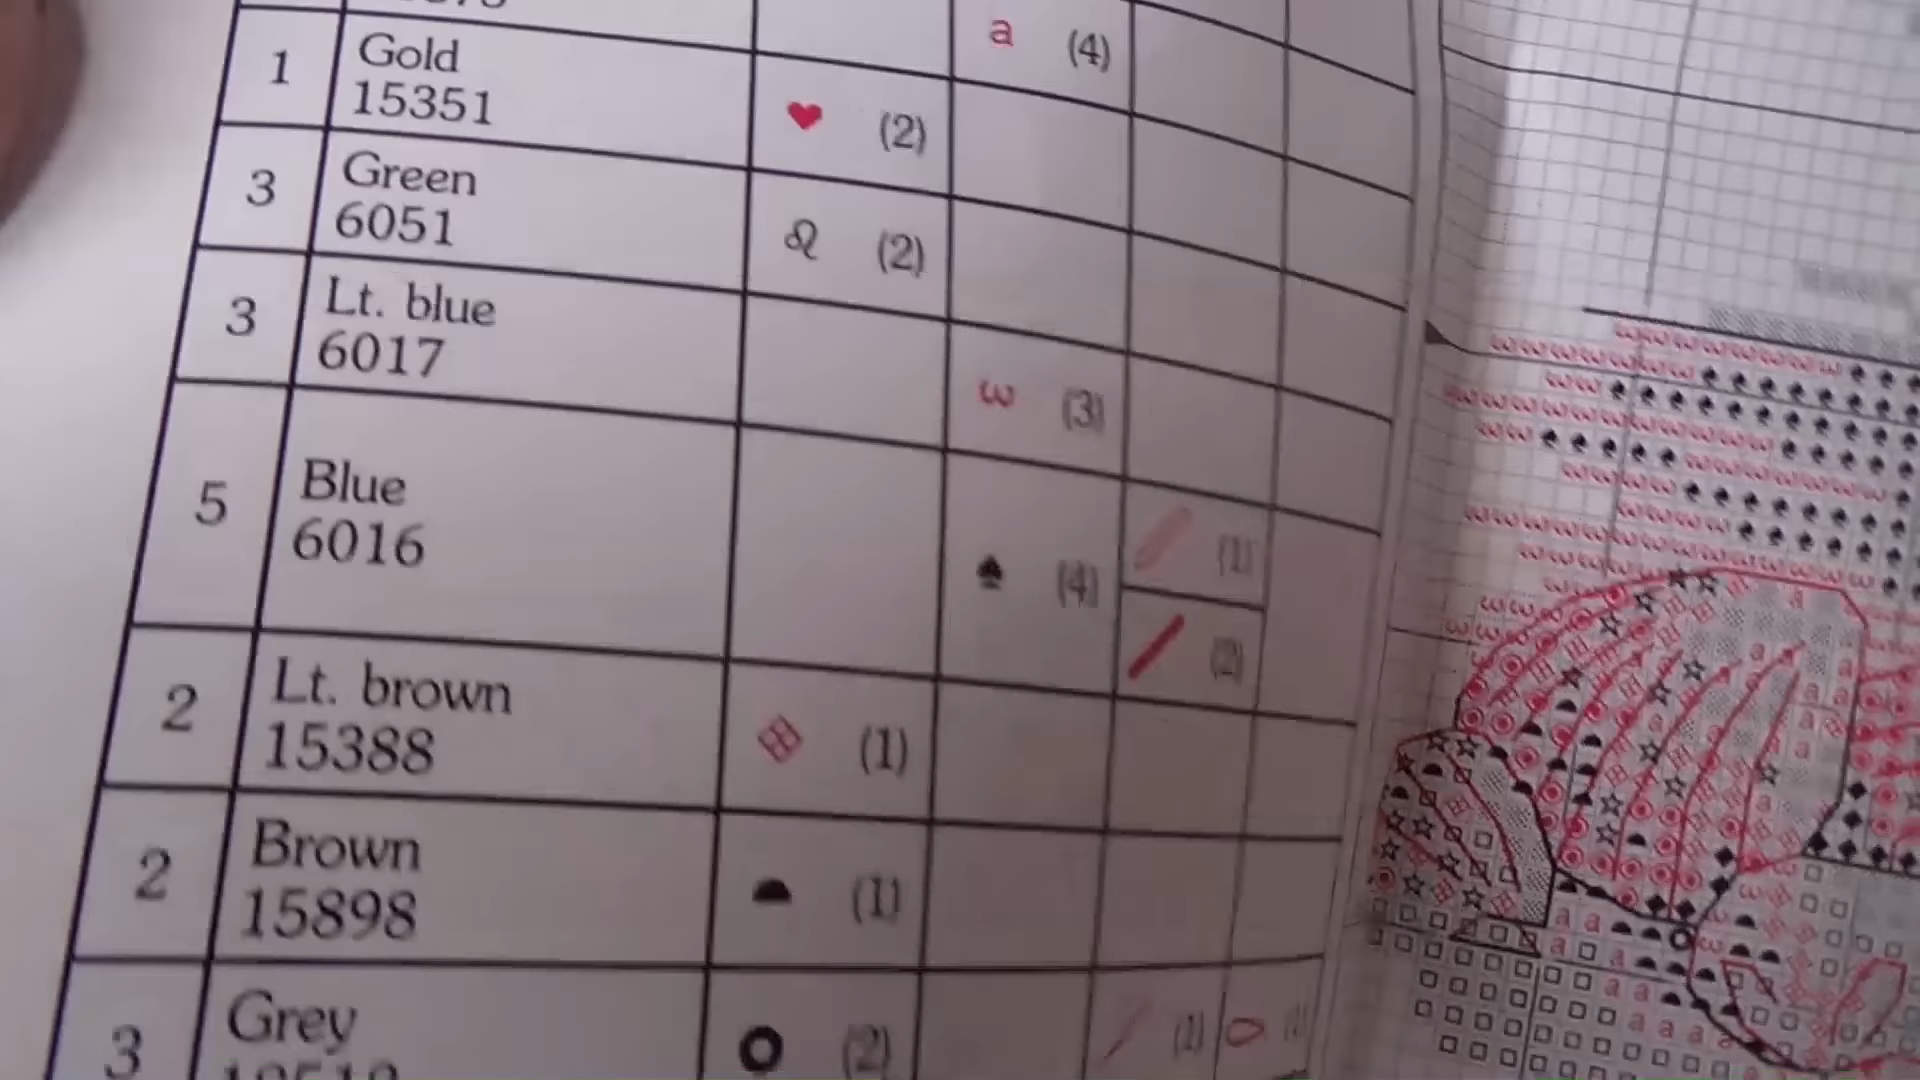 a (4)
1 Gold
15351 (2)
3 Green
6051 (2)
3 Lt. blue
6017 (3)
5 Blue
6016 (4) (1)
(2)
2 Lt. brown
15388 (1)
2 Brown
15898 (1)
3 Grey
(2) (1)